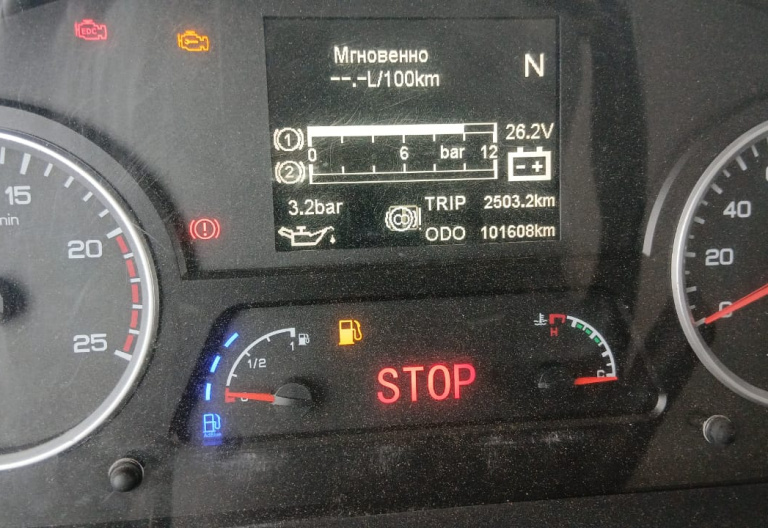 EDC
Мгновенно
--.-L/100km
N
1
26.2V
0 6 bar 12
2
3.2bar
TRIP 2503.2km
ODO 101608km
15
20
25
40
20
0
1/2
1
0
H
C
STOP